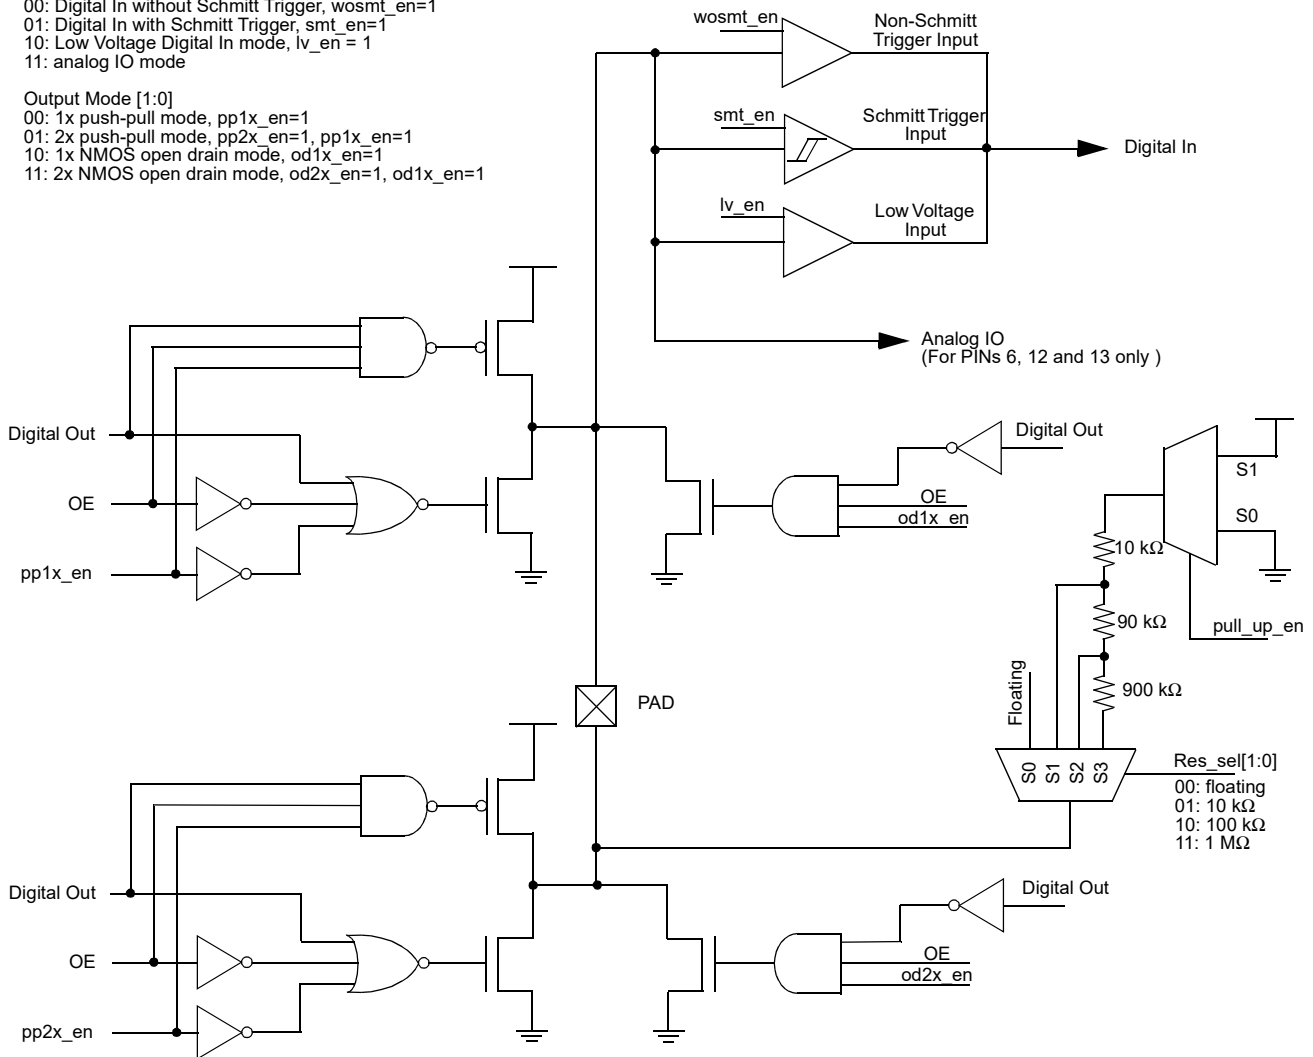 00: Digital In without Schmitt Trigger, wosmt_en=1
01: Digital In with Schmitt Trigger, smt_en=1
10: Low Voltage Digital In mode, lv_en = 1
11: analog IO mode
Output Mode [1:0]
00: 1x push-pull mode, pp1x_en=1
01: 2x push-pull mode, pp2x_en=1, pp1x_en=1
10: 1x NMOS open drain mode, od1x_en=1
11: 2x NMOS open drain mode, od2x_en=1, od1x_en=1
wosmt_en
Non-Schmitt
Trigger Input
smt_en
Schmitt Trigger
Input
Digital In
lv_en
Low Voltage
Input
Analog IO
(For PINs 6, 12 and 13 only )
Digital Out
OE
pp1x_en
Digital Out
OE
od1x_en
S1
S0
10 kΩ
90 kΩ
pull_up_en
900 kΩ
Floating
PAD
S0
S1
S2
S3
Res_sel[1:0]
00: floating
01: 10 kΩ
10: 100 kΩ
11: 1 MΩ
Digital Out
OE
pp2x_en
Digital Out
OE
od2x_en